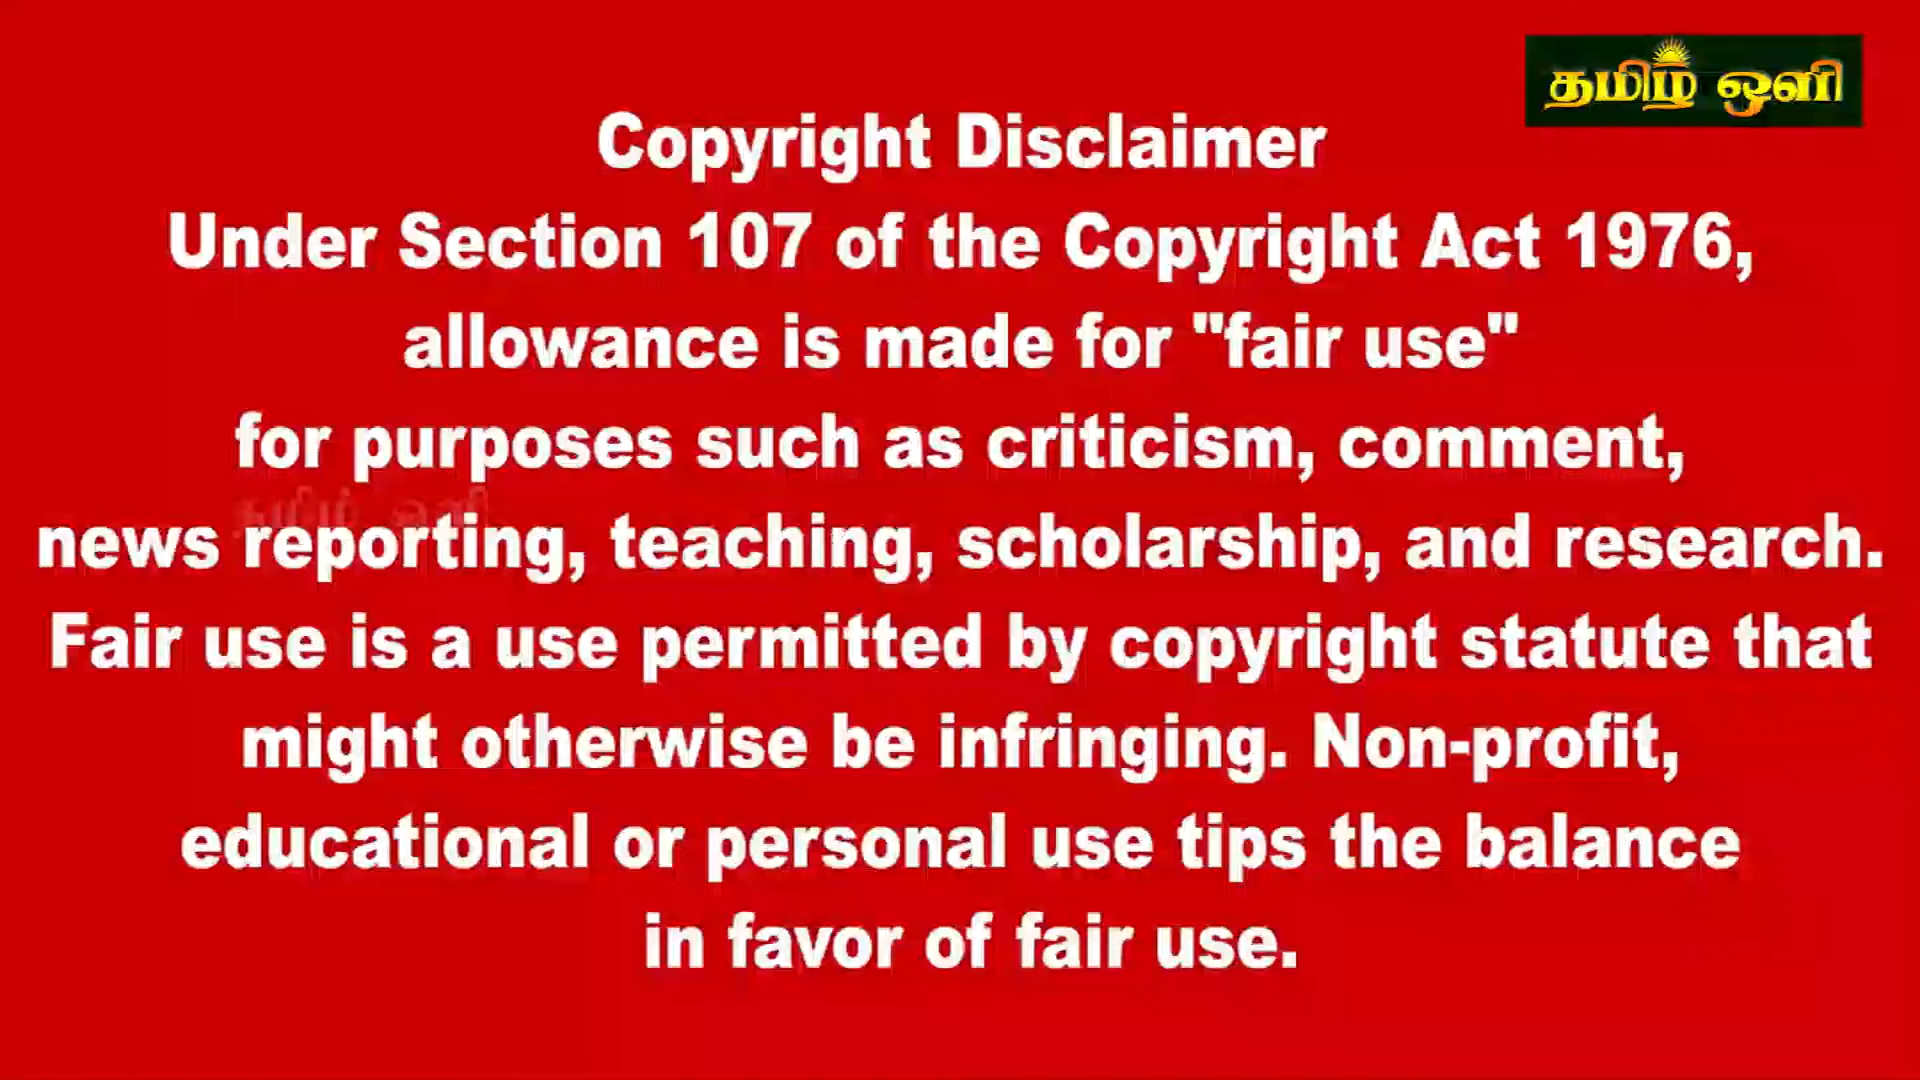 தமிழ் ஒளி
Copyright Disclaimer
Under Section 107 of the Copyright Act 1976,
allowance is made for "fair use"
for purposes such as criticism, comment,
news reporting, teaching, scholarship, and research.
Fair use is a use permitted by copyright statute that
might otherwise be infringing. Non-profit,
educational or personal use tips the balance
in favor of fair use.
தமிழ் ஒளி